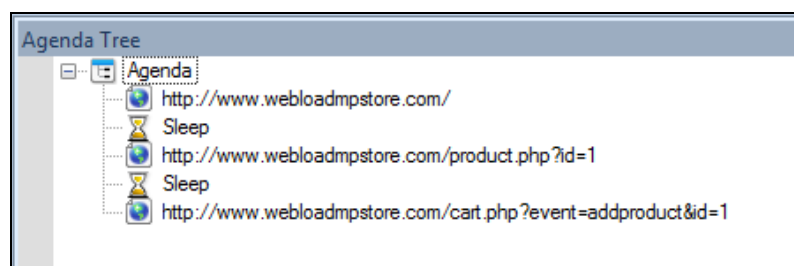 Agenda Tree
Agenda
http://www.webloadmpstore.com/
Sleep
http://www.webloadmpstore.com/product.php?id=1
Sleep
http://www.webloadmpstore.com/cart.php?event=addproduct&id=1